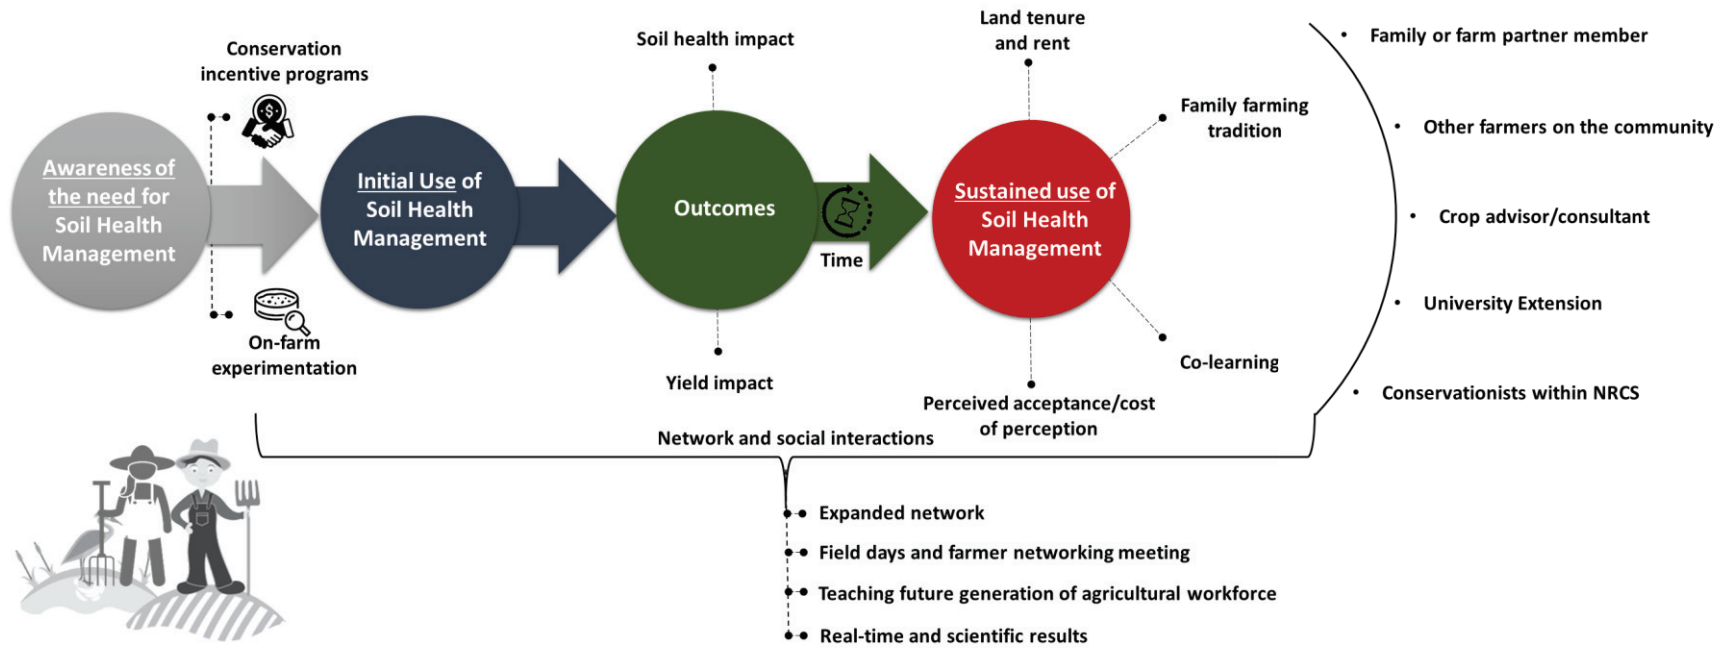 Conservation
incentive programs
Awareness of
the need for
Soil Health
Management
On-farm
experimentation
Initial Use of
Soil Health
Management
Soil health impact
Outcomes
Yield impact
Time
Land tenure
and rent
Family farming
tradition
Sustained use of
Soil Health
Management
Co-learning
Perceived acceptance/cost
of perception
Family or farm partner member
Other farmers on the community
Crop advisor/consultant
University Extension
Conservationists within NRCS
Network and social interactions
Expanded network
Field days and farmer networking meeting
Teaching future generation of agricultural workforce
Real-time and scientific results